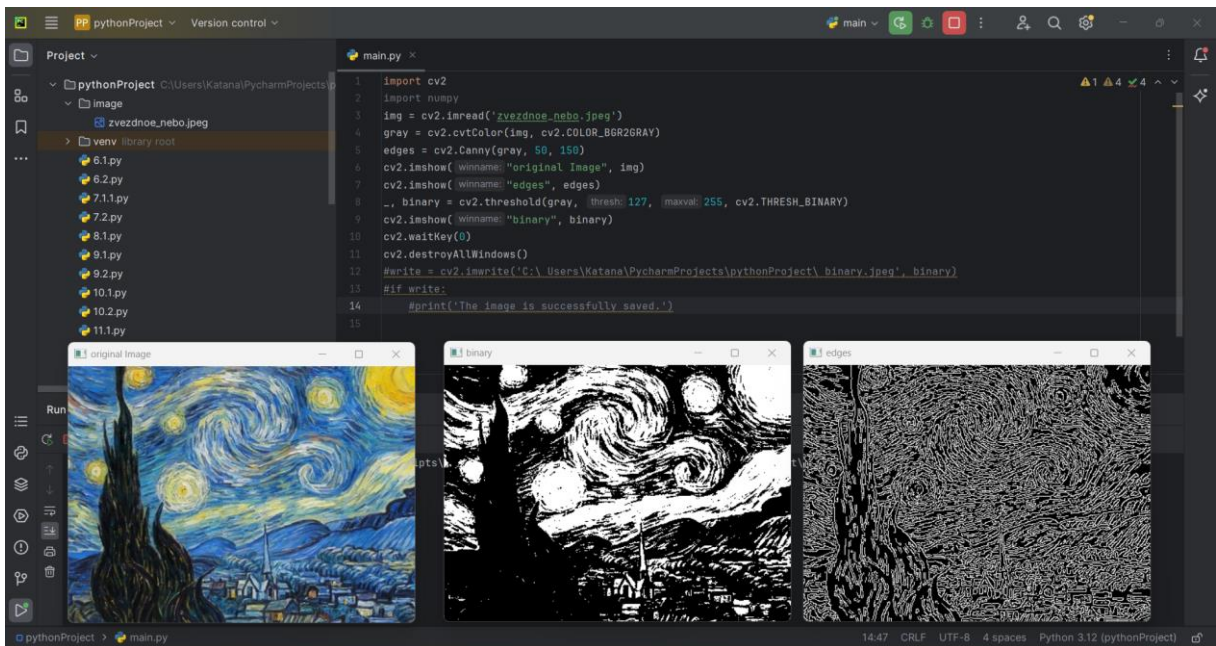 PP pythonProject Version control
main
Project
main.py
pythonProject C:\Users\Katana\PycharmProjects\p
image
zvezdnoe_nebo.jpeg
venv library root
6.1.py
6.2.py
7.1.1.py
7.2.py
8.1.py
9.1.py
9.2.py
10.1.py
10.2.py
11.1.py
1 import cv2
2 import numpy
3 img = cv2.imread('zvezdnoe_nebo.jpeg')
4 gray = cv2.cvtColor(img, cv2.COLOR_BGR2GRAY)
5 edges = cv2.Canny(gray, 50, 150)
6 cv2.imshow( winname: "original Image", img)
7 cv2.imshow( winname: "edges", edges)
8 _, binary = cv2.threshold(gray, thresh: 127, maxval: 255, cv2.THRESH_BINARY)
9 cv2.imshow( winname: "binary", binary)
10 cv2.waitKey(0)
11 cv2.destroyAllWindows()
12 #write = cv2.imwrite('C:\ Users\Katana\PycharmProjects\pythonProject\ binary.jpeg', binary)
13 #if write:
14 #print('The image is successfully saved.')
15
1 4 4
original Image
binary
edges
Run
ipts\
t\
pythonProject > main.py
14:47 CRLF UTF-8 4 spaces Python 3.12 (pythonProject)